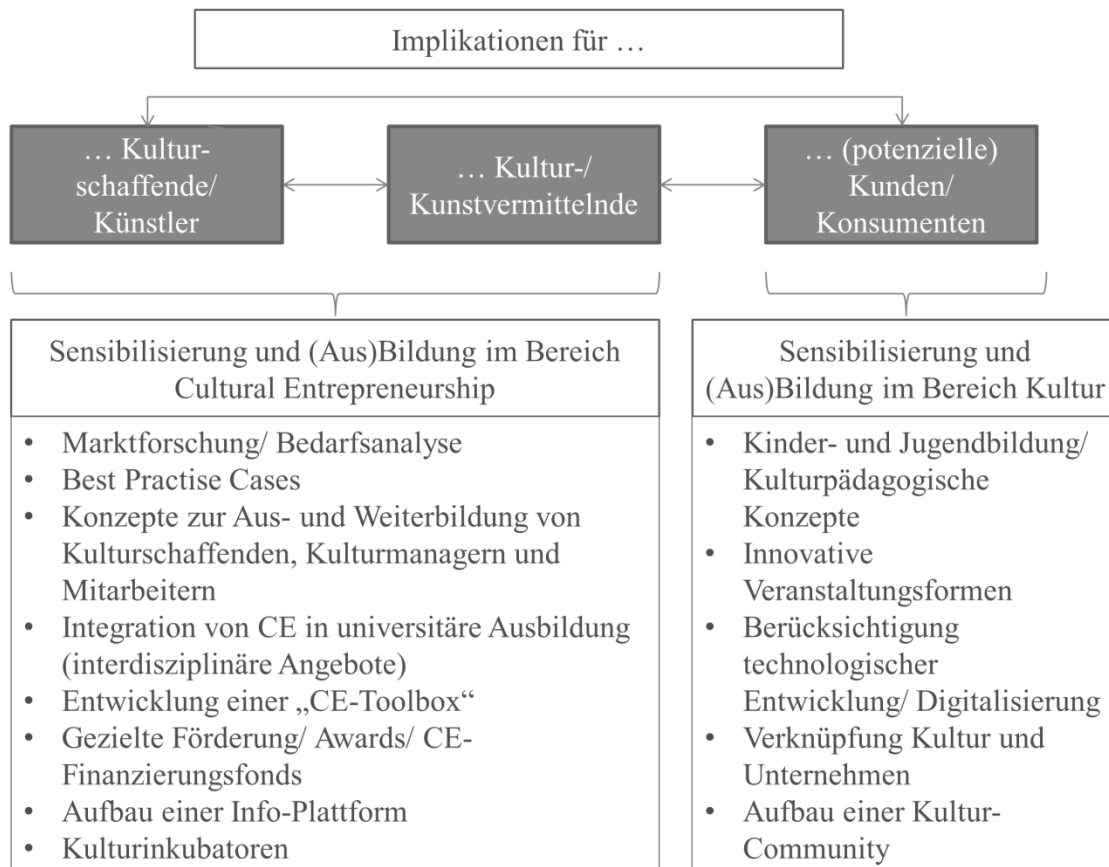 Implikationen für …
… Kultur-
schaffende/
Künstler
… Kultur-/
Kunstvermittelnde
… (potenzielle)
Kunden/
Konsumenten
Sensibilisierung und (Aus)Bildung im Bereich
Cultural Entrepreneurship
• Marktforschung/ Bedarfsanalyse
• Best Practise Cases
• Konzepte zur Aus- und Weiterbildung von
Kulturschaffenden, Kulturmanagern und
Mitarbeitern
• Integration von CE in universitäre Ausbildung
(interdisziplinäre Angebote)
• Entwicklung einer „CE-Toolbox“
• Gezielte Förderung/ Awards/ CE-
Finanzierungsfonds
• Aufbau einer Info-Plattform
• Kulturinkubatoren
Sensibilisierung und
(Aus)Bildung im Bereich Kultur
• Kinder- und Jugendbildung/
Kulturpädagogische
Konzepte
• Innovative
Veranstaltungsformen
• Berücksichtigung
technologischer
Entwicklung/ Digitalisierung
• Verknüpfung Kultur und
Unternehmen
• Aufbau einer Kultur-
Community